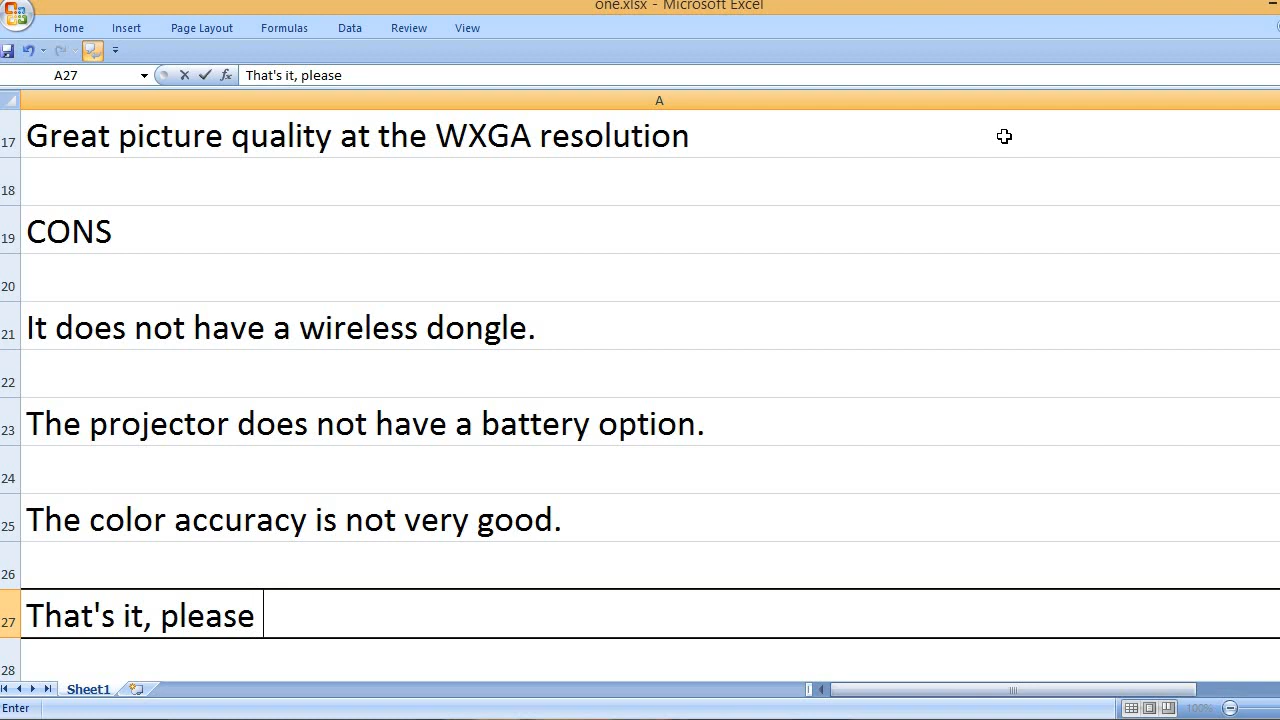 one.xlsx - Microsoft Excel
Home Insert Page Layout Formulas Data Review View
A27 fx That's it, please
A
17 Great picture quality at the WXGA resolution
18
19 CONS
20
21 It does not have a wireless dongle.
22
23 The projector does not have a battery option.
24
25 The color accuracy is not very good.
26
27 That's it, please
28
Sheet1
Enter 100%